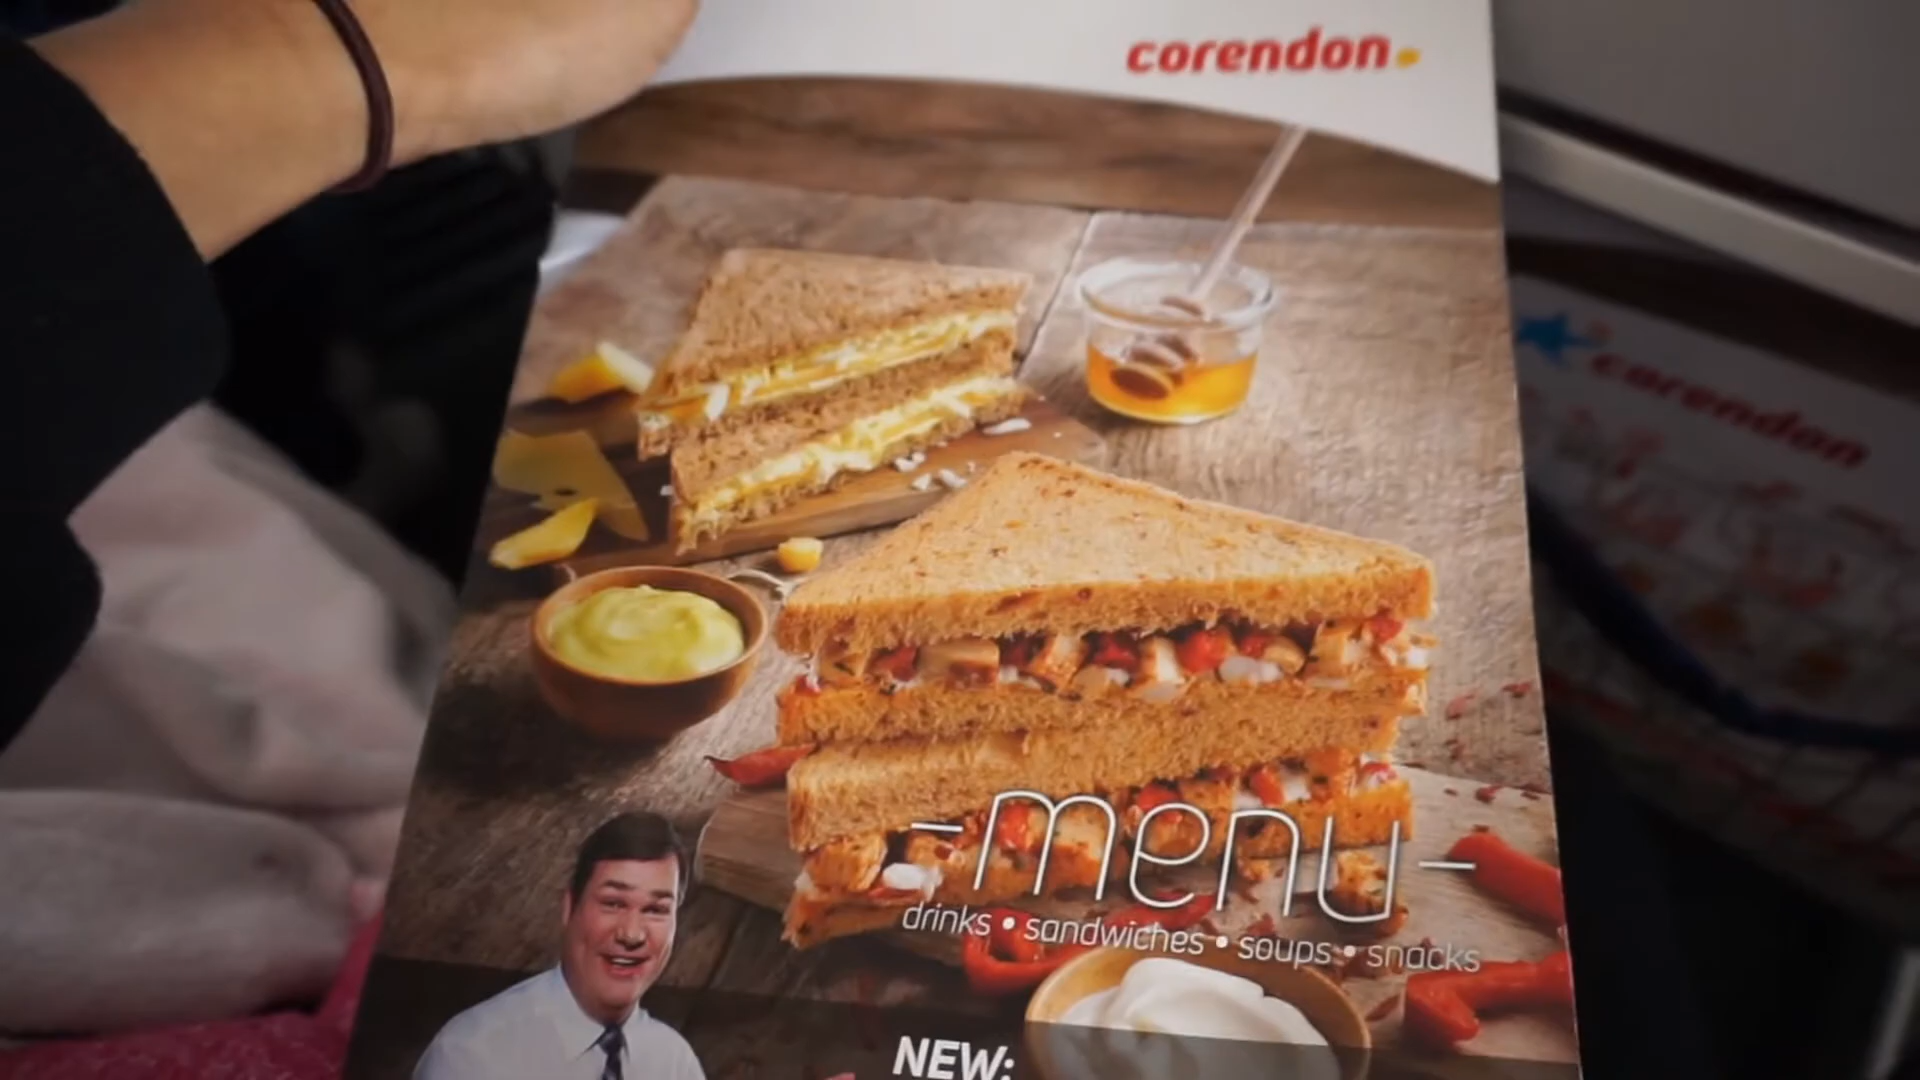 corendon
corendon
-menu-
drinks • sandwiches • soups • snacks
NEW: